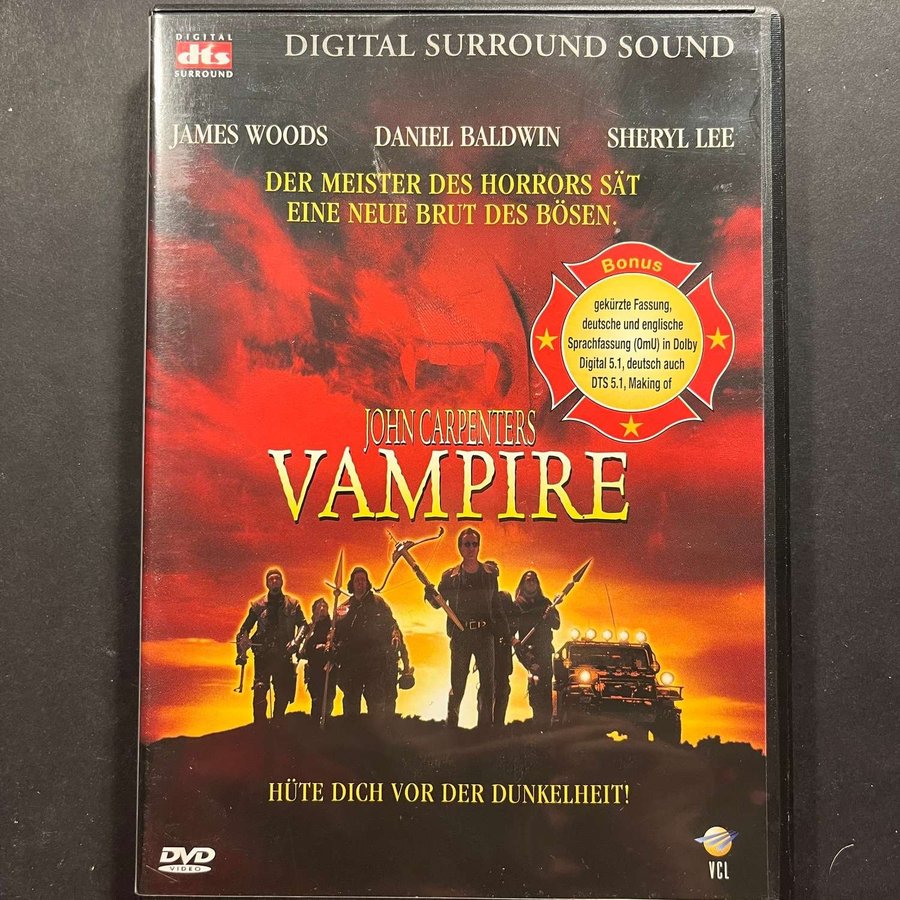 DIGITAL
dts
SURROUND
DIGITAL SURROUND SOUND
JAMES WOODS DANIEL BALDWIN SHERYL LEE
DER MEISTER DES HORRORS SÄT
EINE NEUE BRUT DES BÖSEN.
Bonus
gekürzte Fassung,
deutsche und englische
Sprachfassung (OmU) in Dolby
Digital 5.1, deutsch auch
DTS 5.1, Making of
JOHN CARPENTERS
VAMPIRE
HÜTE DICH VOR DER DUNKELHEIT!
DVD
VIDEO
VCL